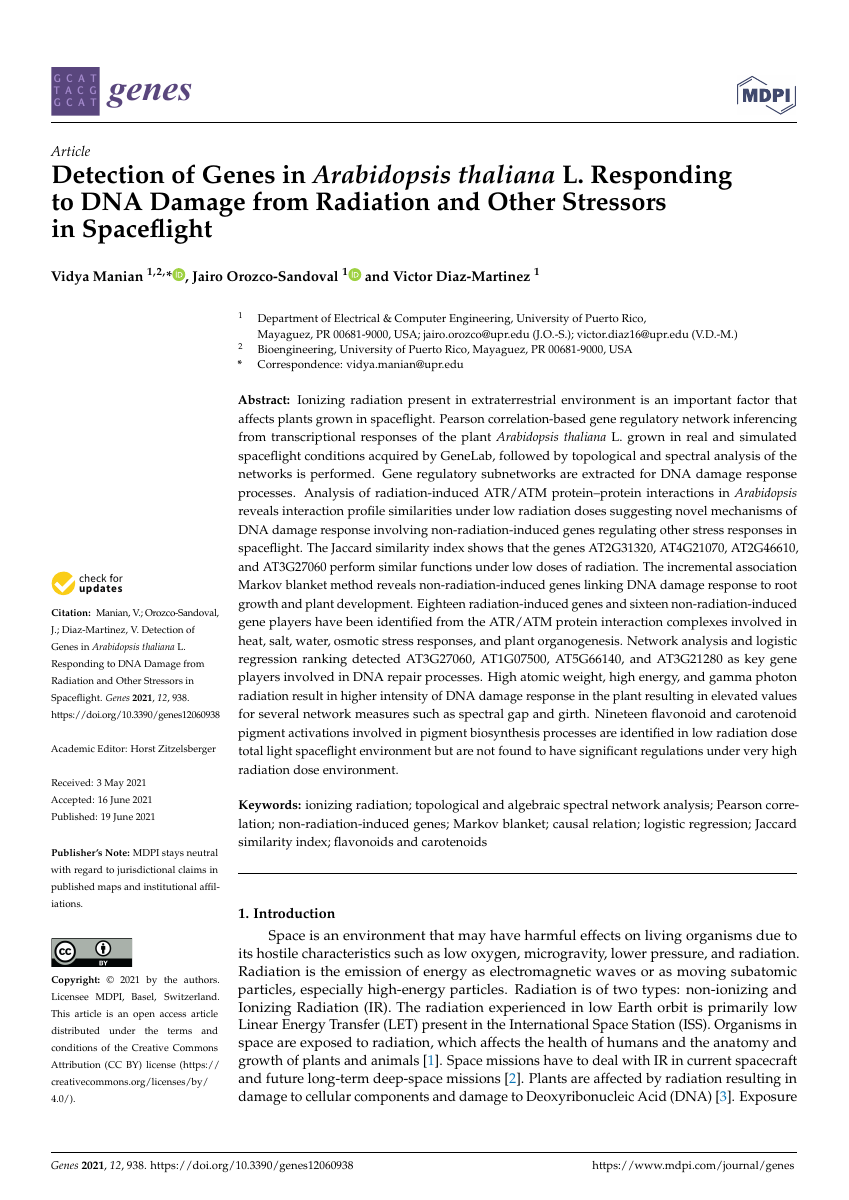 GCAT
TACG
GCAT
genes
MDPI
Article
Detection of Genes in Arabidopsis thaliana L. Responding
to DNA Damage from Radiation and Other Stressors
in Spaceflight
Vidya Manian 1,2,* iD, Jairo Orozco-Sandoval 1 iD and Victor Diaz-Martinez 1
1 Department of Electrical & Computer Engineering, University of Puerto Rico,
Mayaguez, PR 00681-9000, USA; jairo.orozco@upr.edu (J.O.-S.); victor.diaz16@upr.edu (V.D.-M.)
2 Bioengineering, University of Puerto Rico, Mayaguez, PR 00681-9000, USA
* Correspondence: vidya.manian@upr.edu
Abstract: Ionizing radiation present in extraterrestrial environment is an important factor that
affects plants grown in spaceflight. Pearson correlation-based gene regulatory network inferencing
from transcriptional responses of the plant Arabidopsis thaliana L. grown in real and simulated
spaceflight conditions acquired by GeneLab, followed by topological and spectral analysis of the
networks is performed. Gene regulatory subnetworks are extracted for DNA damage response
processes. Analysis of radiation-induced ATR/ATM protein–protein interactions in Arabidopsis
reveals interaction profile similarities under low radiation doses suggesting novel mechanisms of
DNA damage response involving non-radiation-induced genes regulating other stress responses in
spaceflight. The Jaccard similarity index shows that the genes AT2G31320, AT4G21070, AT2G46610,
and AT3G27060 perform similar functions under low doses of radiation. The incremental association
Markov blanket method reveals non-radiation-induced genes linking DNA damage response to root
growth and plant development. Eighteen radiation-induced genes and sixteen non-radiation-induced
gene players have been identified from the ATR/ATM protein interaction complexes involved in
heat, salt, water, osmotic stress responses, and plant organogenesis. Network analysis and logistic
regression ranking detected AT3G27060, AT1G07500, AT5G66140, and AT3G21280 as key gene
players involved in DNA repair processes. High atomic weight, high energy, and gamma photon
radiation result in higher intensity of DNA damage response in the plant resulting in elevated values
for several network measures such as spectral gap and girth. Nineteen flavonoid and carotenoid
pigment activations involved in pigment biosynthesis processes are identified in low radiation dose
total light spaceflight environment but are not found to have significant regulations under very high
radiation dose environment.
Keywords: ionizing radiation; topological and algebraic spectral network analysis; Pearson corre-
lation; non-radiation-induced genes; Markov blanket; causal relation; logistic regression; Jaccard
similarity index; flavonoids and carotenoids
check for
updates
Citation: Manian, V.; Orozco-Sandoval,
J.; Diaz-Martinez, V. Detection of
Genes in Arabidopsis thaliana L.
Responding to DNA Damage from
Radiation and Other Stressors in
Spaceflight. Genes 2021, 12, 938.
https://doi.org/10.3390/genes12060938
Academic Editor: Horst Zitzelsberger
Received: 3 May 2021
Accepted: 16 June 2021
Published: 19 June 2021
Publisher's Note: MDPI stays neutral
with regard to jurisdictional claims in
published maps and institutional affil-
iations.
CC BY
Copyright: © 2021 by the authors.
Licensee MDPI, Basel, Switzerland.
This article is an open access article
distributed under the terms and
conditions of the Creative Commons
Attribution (CC BY) license (https://
creativecommons.org/licenses/by/
4.0/).
1. Introduction
Space is an environment that may have harmful effects on living organisms due to
its hostile characteristics such as low oxygen, microgravity, lower pressure, and radiation.
Radiation is the emission of energy as electromagnetic waves or as moving subatomic
particles, especially high-energy particles. Radiation is of two types: non-ionizing and
Ionizing Radiation (IR). The radiation experienced in low Earth orbit is primarily low
Linear Energy Transfer (LET) present in the International Space Station (ISS). Organisms in
space are exposed to radiation, which affects the health of humans and the anatomy and
growth of plants and animals [1]. Space missions have to deal with IR in current spacecraft
and future long-term deep-space missions [2]. Plants are affected by radiation resulting in
damage to cellular components and damage to Deoxyribonucleic Acid (DNA) [3]. Exposure
Genes 2021, 12, 938. https://doi.org/10.3390/genes12060938
https://www.mdpi.com/journal/genes